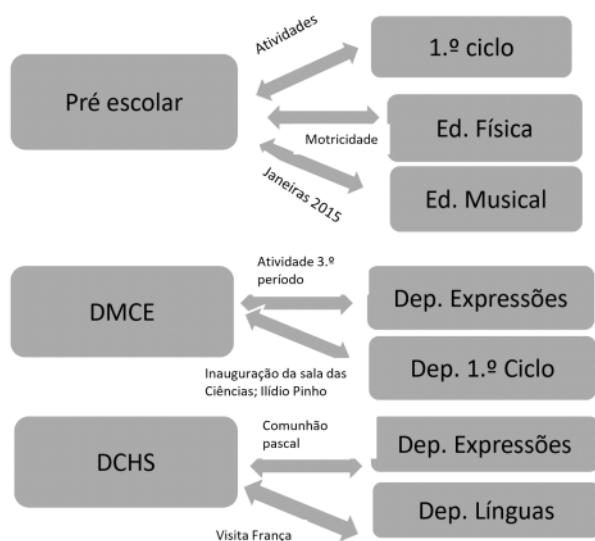 Atividades
1.º ciclo
Pré escolar
Motricidade
Ed. Física
Janeiras 2015
Ed. Musical
Atividade 3.º
período
DMCE
Dep. Expressões
Inauguração da sala das
Ciências; Ilídio Pinho
Dep. 1.º Ciclo
Comunhão
pascal
DCHS
Dep. Expressões
Visita França
Dep. Línguas